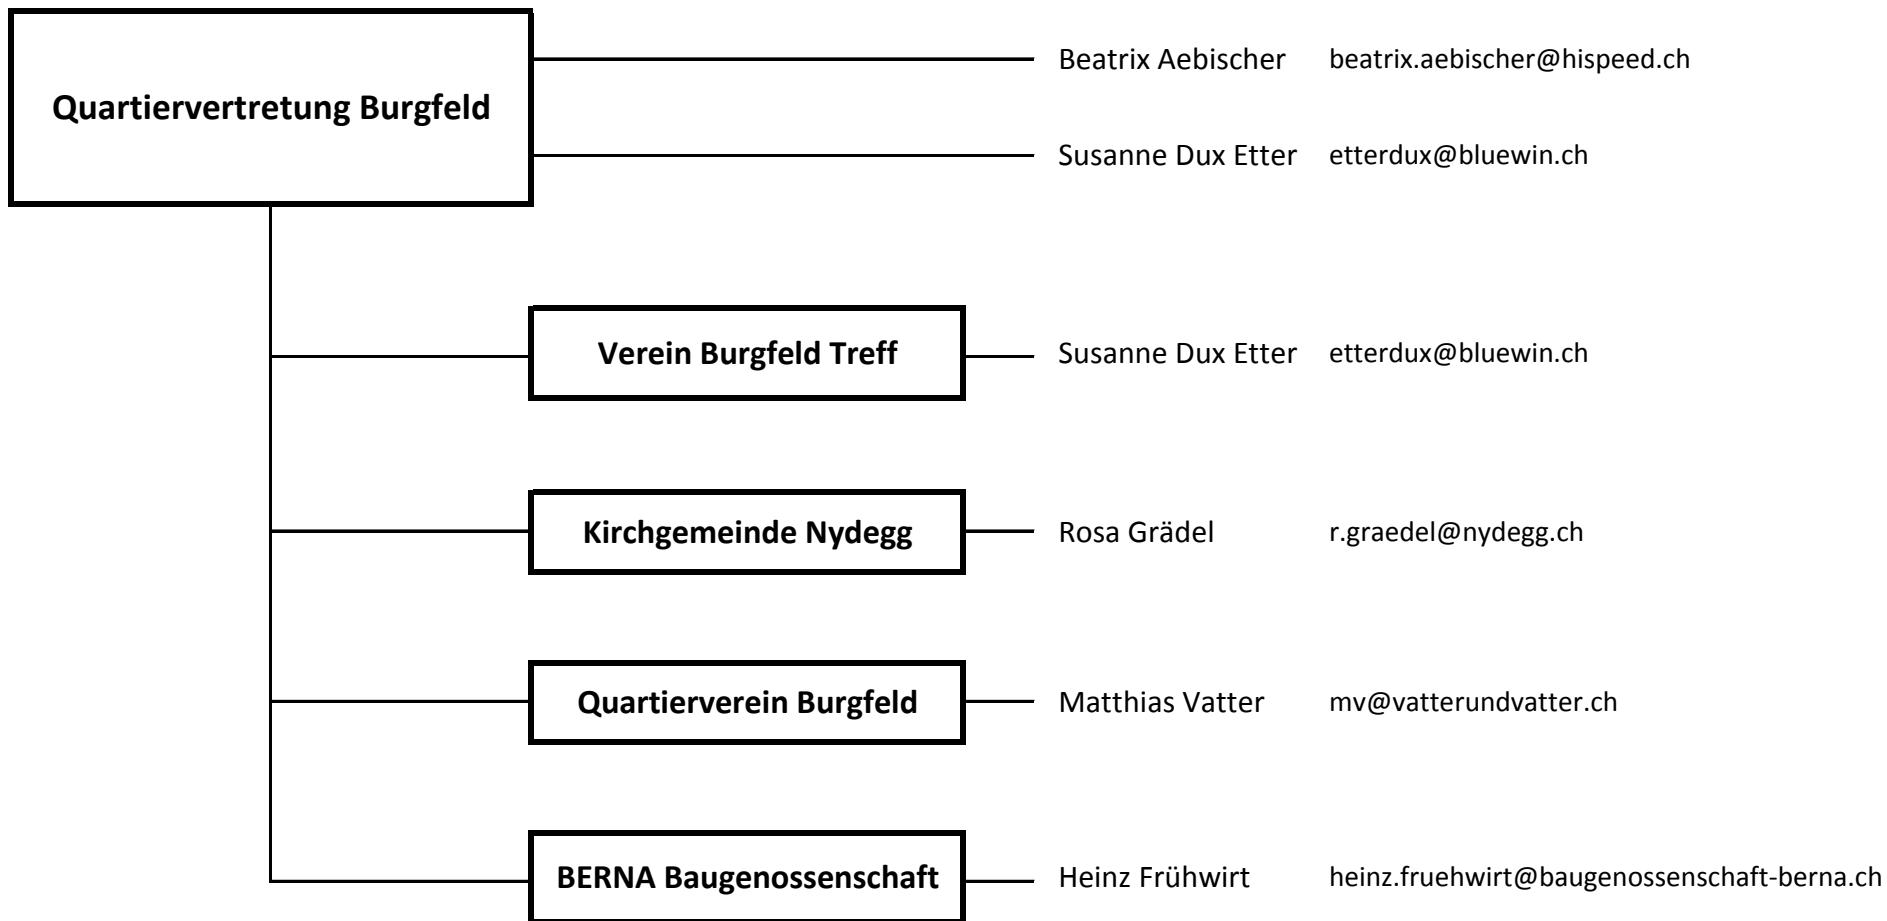 Quartiervertretung Burgfeld
Beatrix Aebischer beatrix.aebischer@hispeed.ch
Susanne Dux Etter etterdux@bluewin.ch
Verein Burgfeld Treff Susanne Dux Etter etterdux@bluewin.ch
Kirchgemeinde Nydegg Rosa Grädel r.graedel@nydegg.ch
Quartierverein Burgfeld Matthias Vatter mv@vatterundvatter.ch
BERNA Baugenossenschaft Heinz Frühwirt heinz.fruehwirt@baugenossenschaft-berna.ch